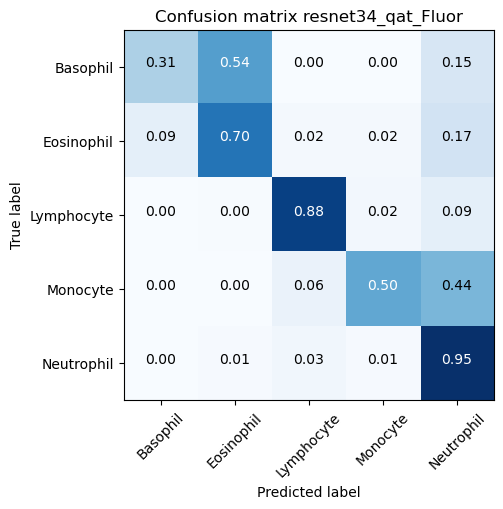 Confusion matrix resnet34_qat_Fluor
True label
Basophil 0.31 0.54 0.00 0.00 0.15
Eosinophil 0.09 0.70 0.02 0.02 0.17
Lymphocyte 0.00 0.00 0.88 0.02 0.09
Monocyte 0.00 0.00 0.06 0.50 0.44
Neutrophil 0.00 0.01 0.03 0.01 0.95
Basophil Eosinophil Lymphocyte Monocyte Neutrophil
Predicted label